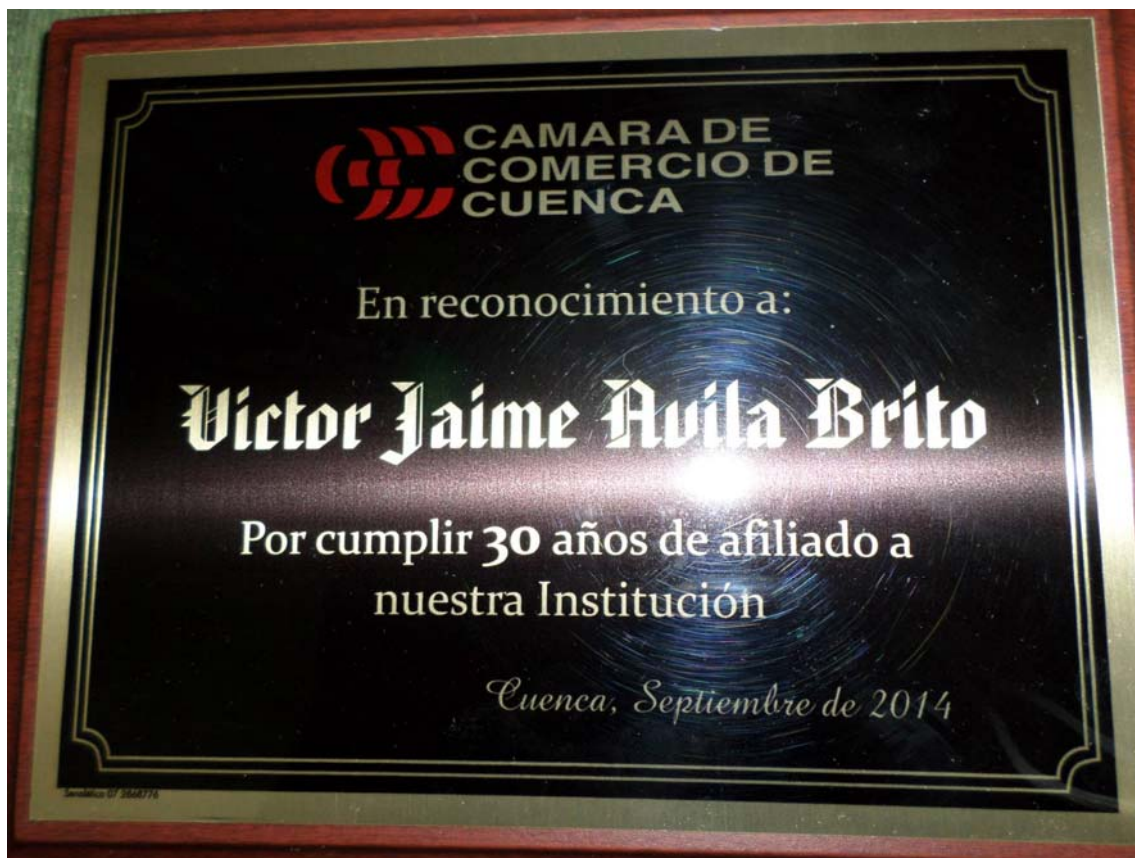 CAMARA DE
COMERCIO DE
CUENCA
En reconocimiento a:
Victor Jaime Avila Brito
Por cumplir 30 años de afiliado a
nuestra Institución
Cuenca, Septiembre de 2014